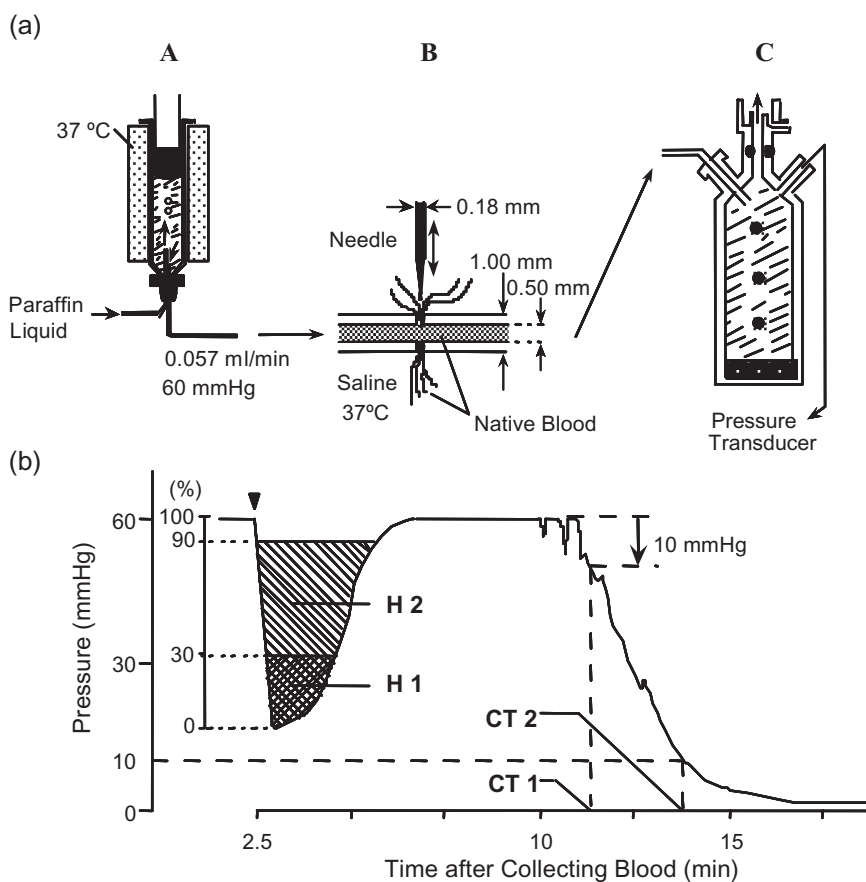 (a)
A
B
C
37 ºC
Paraffin
Liquid
0.057 ml/min
60 mmHg
Needle
0.18 mm
1.00 mm
0.50 mm
Saline
37ºC
Native Blood
Pressure
Transducer
(b)
Pressure (mmHg)
60
30
10
0
(%)
100
90
30
0
H 2
H 1
10 mmHg
CT 2
CT 1
2.5
10
15
Time after Collecting Blood (min)